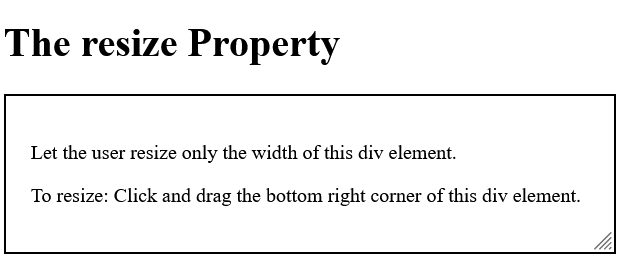 The resize Property
Let the user resize only the width of this div element.
To resize: Click and drag the bottom right corner of this div element.